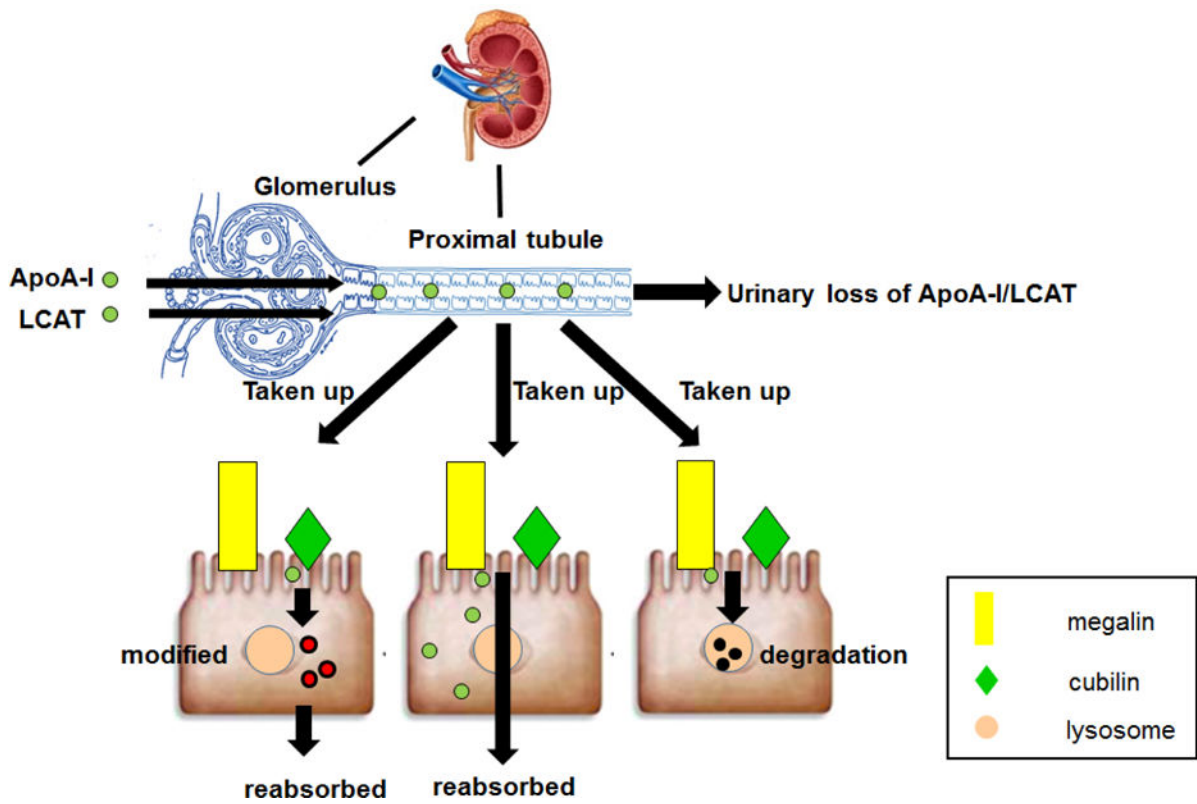 Glomerulus
Proximal tubule
ApoA-I
LCAT
Urinary loss of ApoA-I/LCAT
Taken up
Taken up
Taken up
modified
degradation
reabsorbed
reabsorbed
megalin
cubilin
lysosome